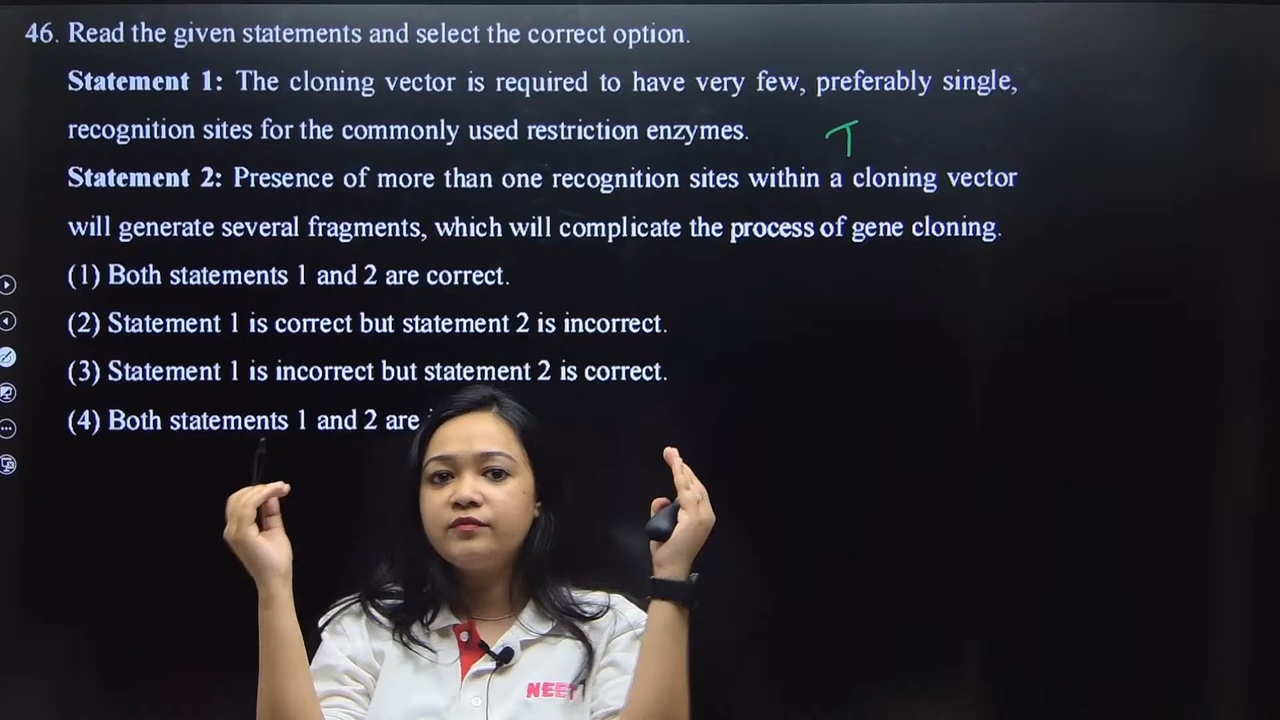 46. Read the given statements and select the correct option.
Statement 1: The cloning vector is required to have very few, preferably single,
recognition sites for the commonly used restriction enzymes.
T
Statement 2: Presence of more than one recognition sites within a cloning vector
will generate several fragments, which will complicate the process of gene cloning.
(1) Both statements 1 and 2 are correct.
(2) Statement 1 is correct but statement 2 is incorrect.
(3) Statement 1 is incorrect but statement 2 is correct.
(4) Both statements 1 and 2 are
NEET